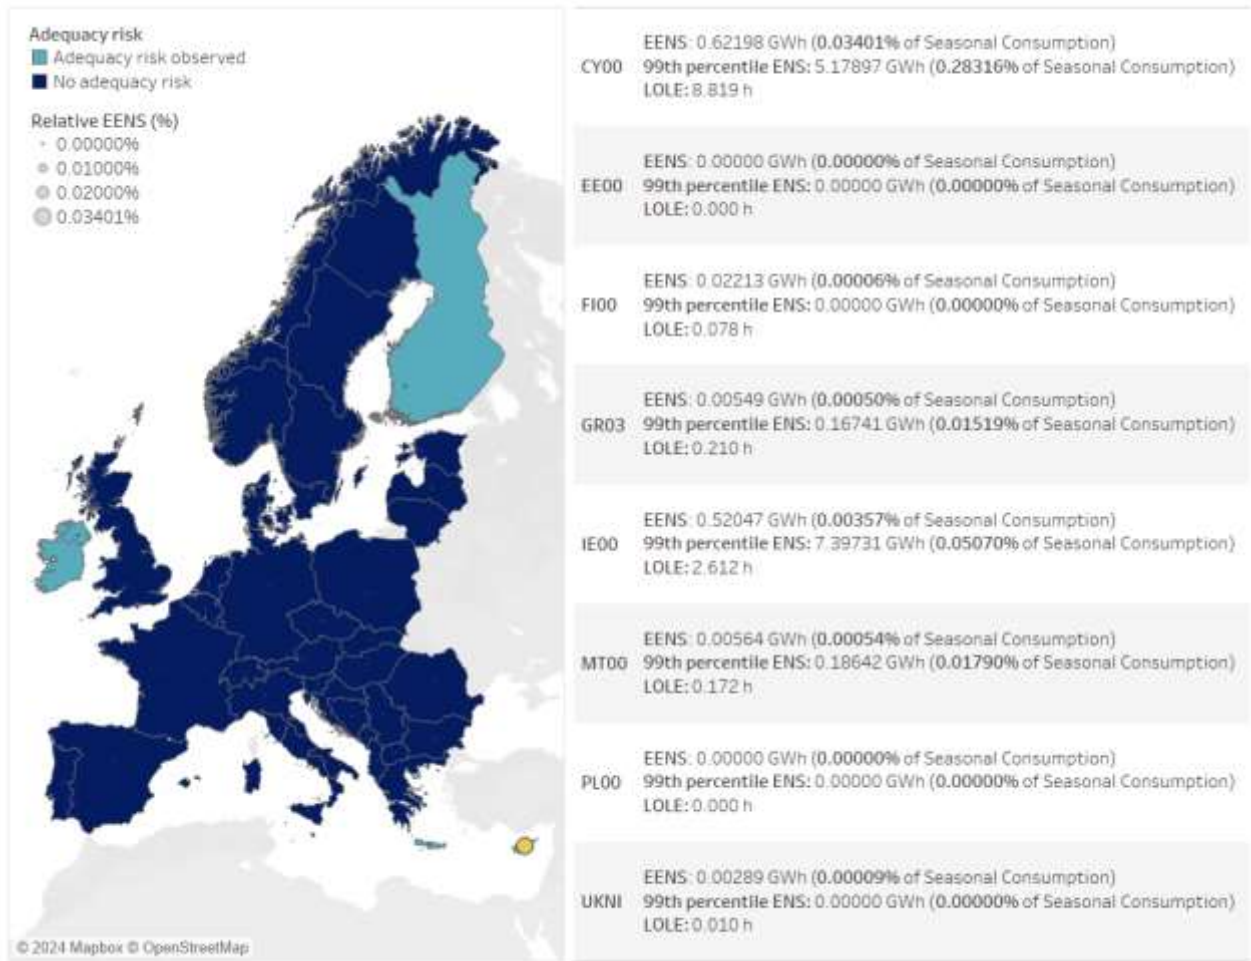 Adequacy risk
Adequacy risk observed
No adequacy risk
Relative EENS (%)
0.00000%
0.01000%
0.02000%
0.03401%
© 2024 Mapbox © OpenStreetMap
CY00
EENS: 0.62198 GWh (0.03401% of Seasonal Consumption)
99th percentile ENS: 5.17897 GWh (0.28316% of Seasonal Consumption)
LOLE: 8.819 h
EE00
EENS: 0.00000 GWh (0.00000% of Seasonal Consumption)
99th percentile ENS: 0.00000 GWh (0.00000% of Seasonal Consumption)
LOLE: 0.000 h
FI00
EENS: 0.02213 GWh (0.00006% of Seasonal Consumption)
99th percentile ENS: 0.00000 GWh (0.00000% of Seasonal Consumption)
LOLE: 0.078 h
GR03
EENS: 0.00549 GWh (0.00050% of Seasonal Consumption)
99th percentile ENS: 0.16741 GWh (0.01519% of Seasonal Consumption)
LOLE: 0.210 h
IE00
EENS: 0.52047 GWh (0.00357% of Seasonal Consumption)
99th percentile ENS: 7.39731 GWh (0.05070% of Seasonal Consumption)
LOLE: 2.612 h
MT00
EENS: 0.00564 GWh (0.00054% of Seasonal Consumption)
99th percentile ENS: 0.18642 GWh (0.01790% of Seasonal Consumption)
LOLE: 0.172 h
PL00
EENS: 0.00000 GWh (0.00000% of Seasonal Consumption)
99th percentile ENS: 0.00000 GWh (0.00000% of Seasonal Consumption)
LOLE: 0.000 h
UKNI
EENS: 0.00289 GWh (0.00009% of Seasonal Consumption)
99th percentile ENS: 0.00000 GWh (0.00000% of Seasonal Consumption)
LOLE: 0.010 h